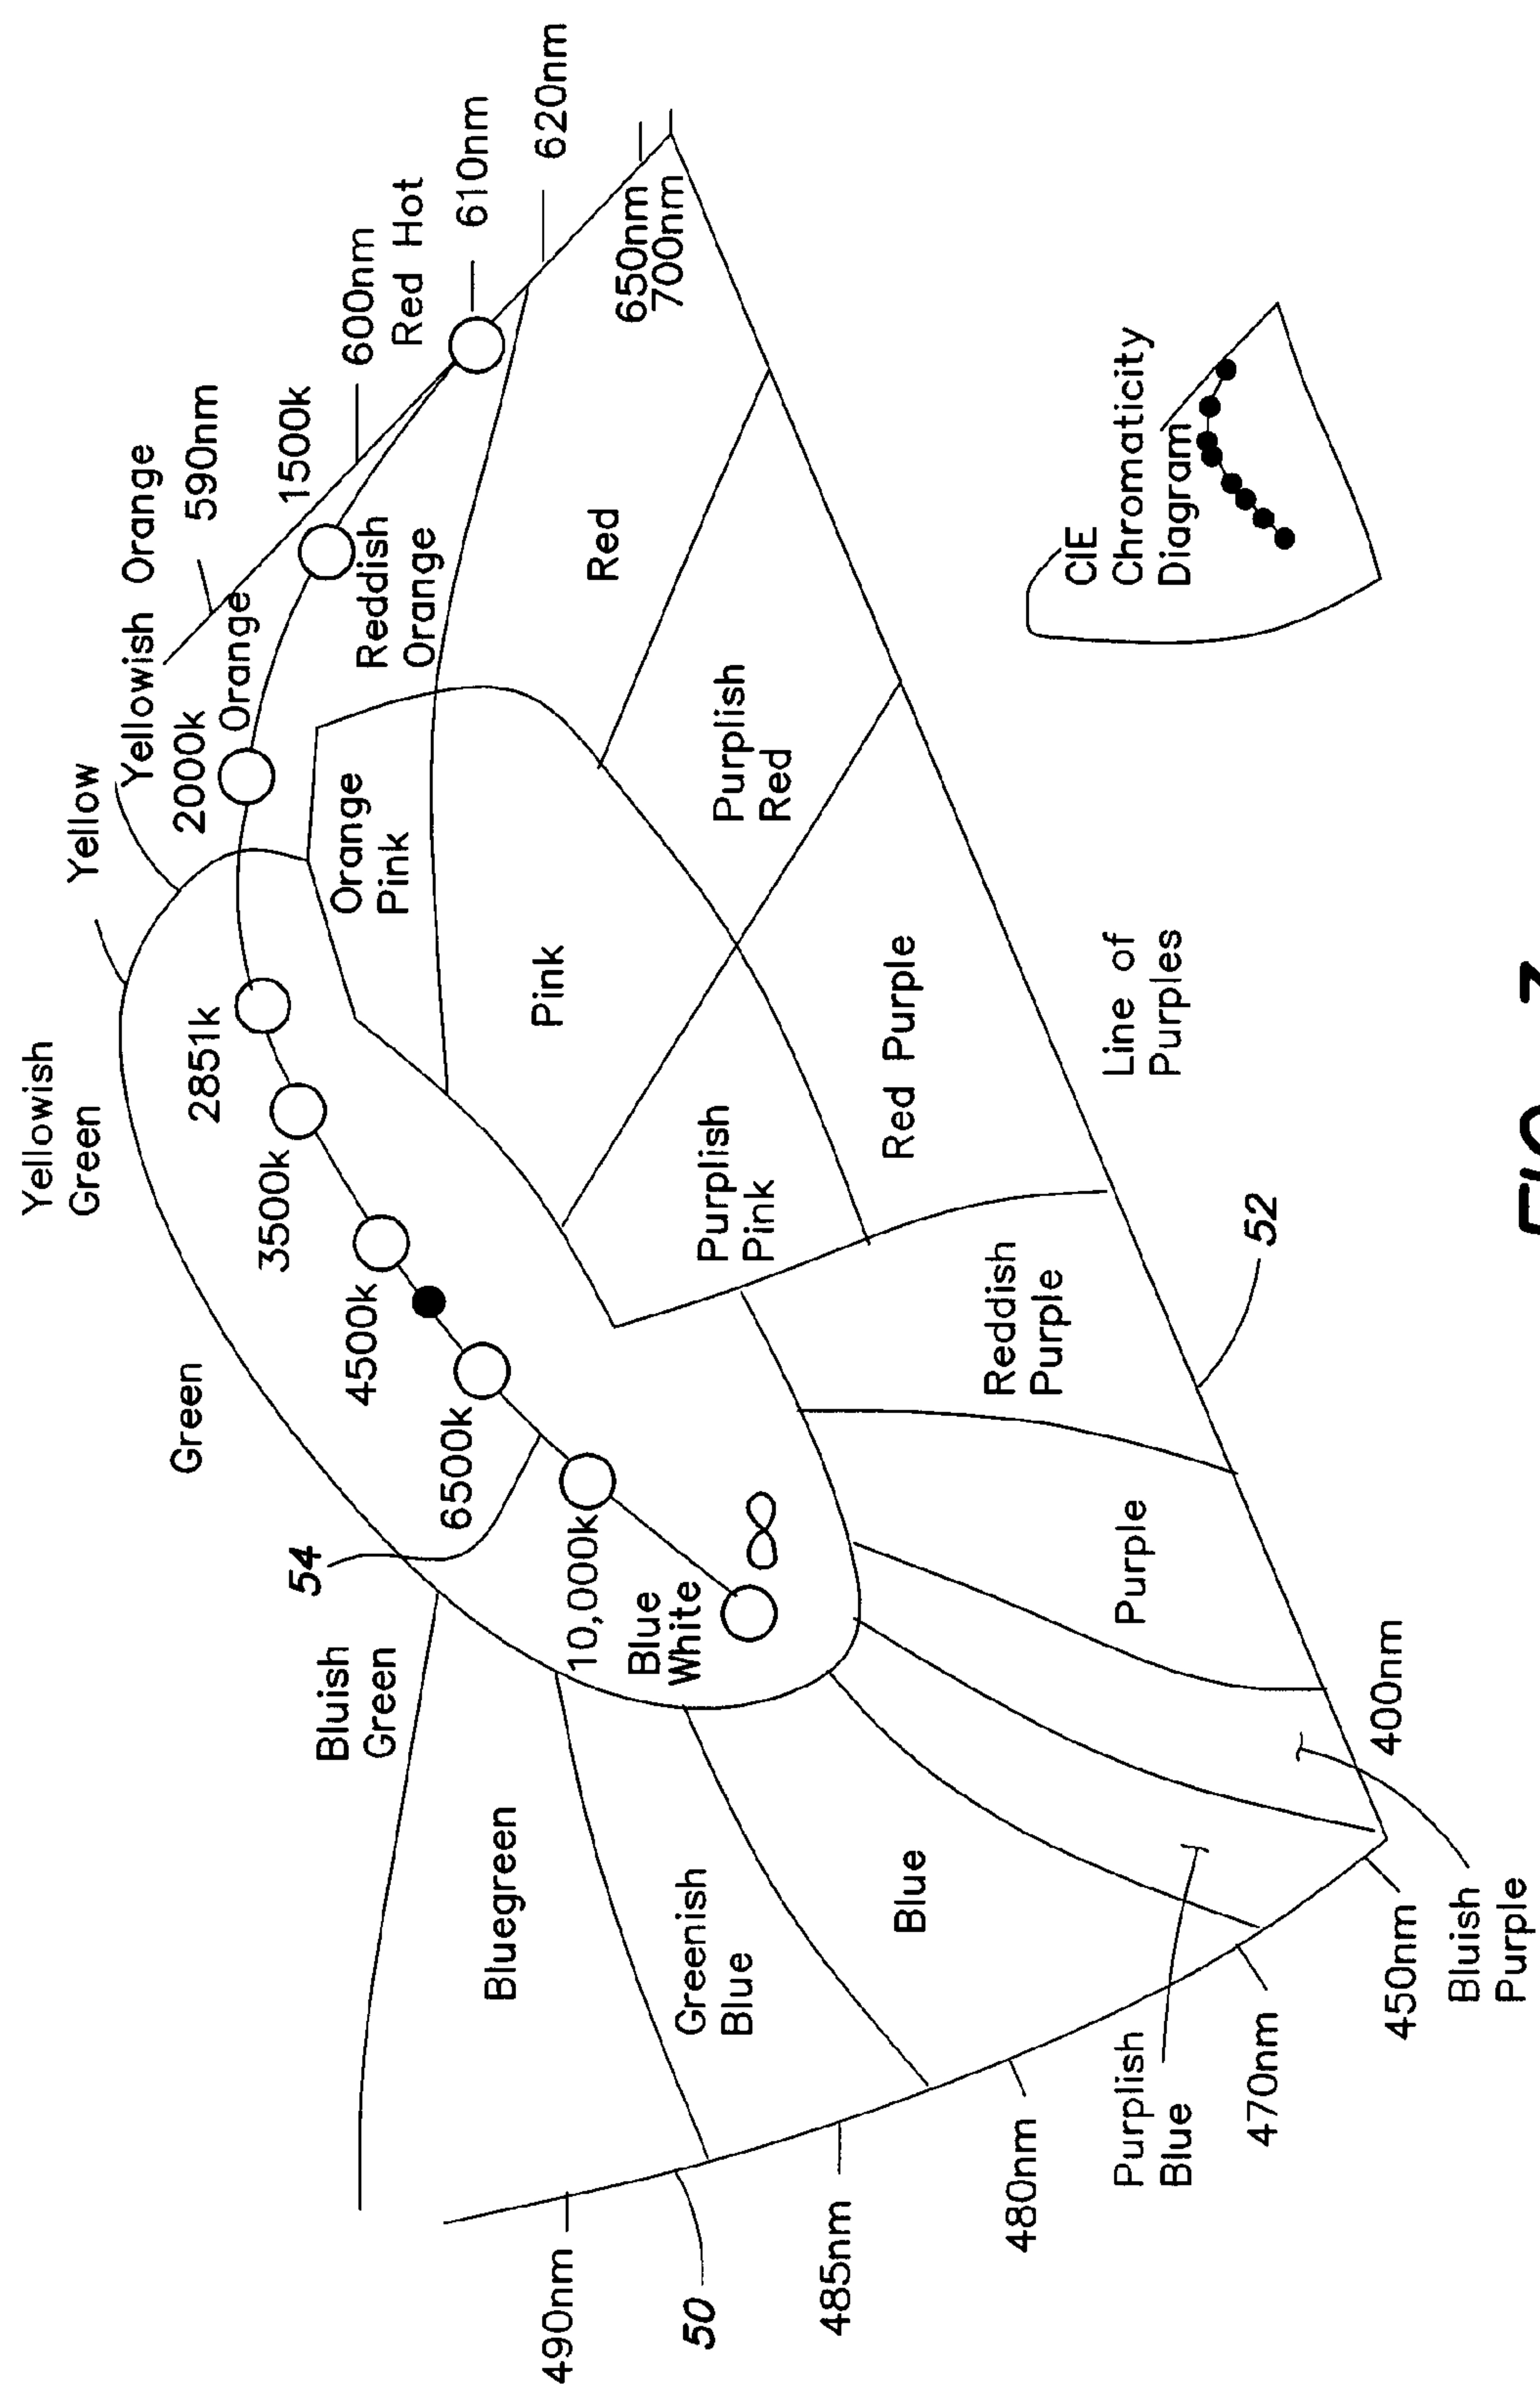 Yellowish
Green
Yellow
Yellowish Orange
590nm
600nm
Red Hot
610nm
620nm
650nm
700nm
Green
2851k
2000k
Orange
1500k
Reddish
Orange
3500k
4500k
6500k
54
10,000k
Blue
White
∞
Bluish
Green
Orange
Pink
Pink
Red
Purplish
Red
Purplish
Pink
Red Purple
Line of
Purples
Reddish
Purple
52
Purple
400nm
Bluegreen
Greenish
Blue
Blue
Purplish
Blue
490nm
50
485nm
480nm
470nm
450nm
Bluish
Purple
CIE
Chromaticity
Diagram